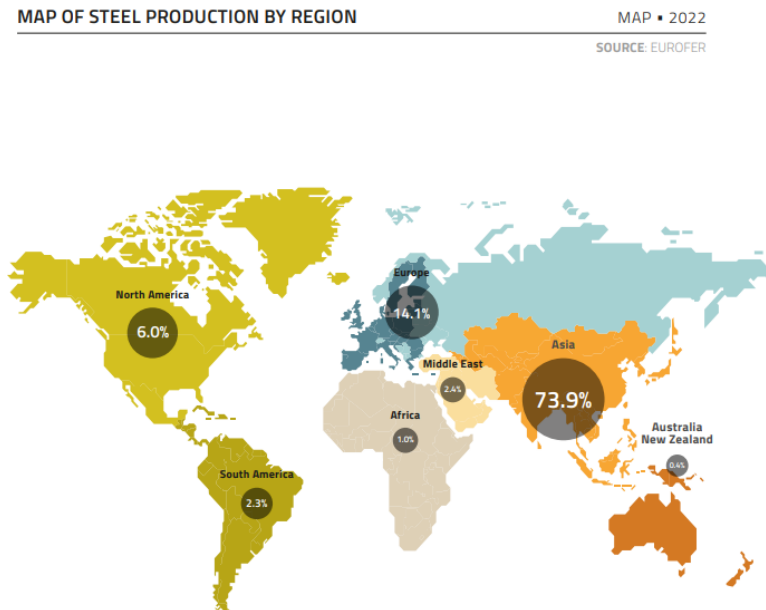 MAP OF STEEL PRODUCTION BY REGION
MAP ▪ 2022
SOURCE: EUROFER
Europe
14.1%
North America
6.0%
Asia
73.9%
Middle East
2.4%
Africa
1.0%
Australia
New Zealand
0.4%
South America
2.3%